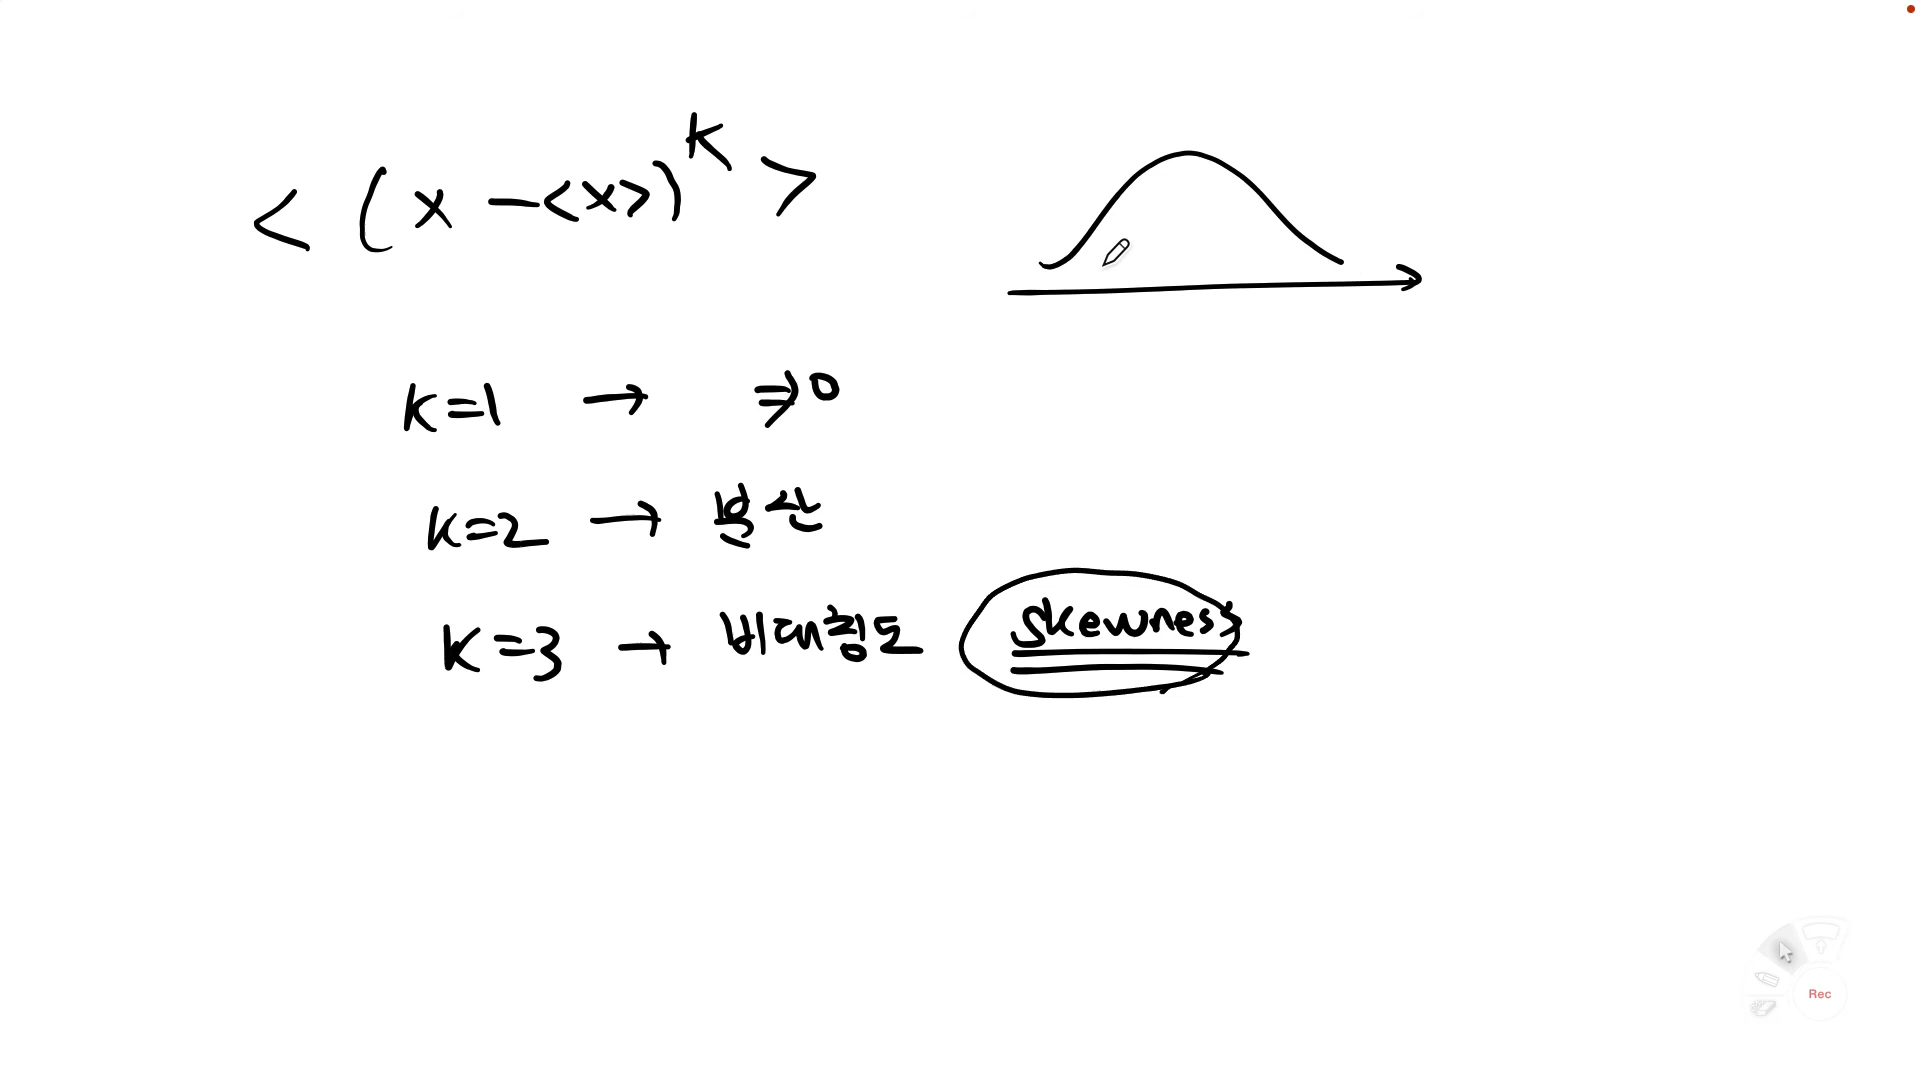 < (x - <x>)^k >
k=1 → ⇒ 0
k=2 → 분산
k=3 → 비대칭도 skewness
Rec